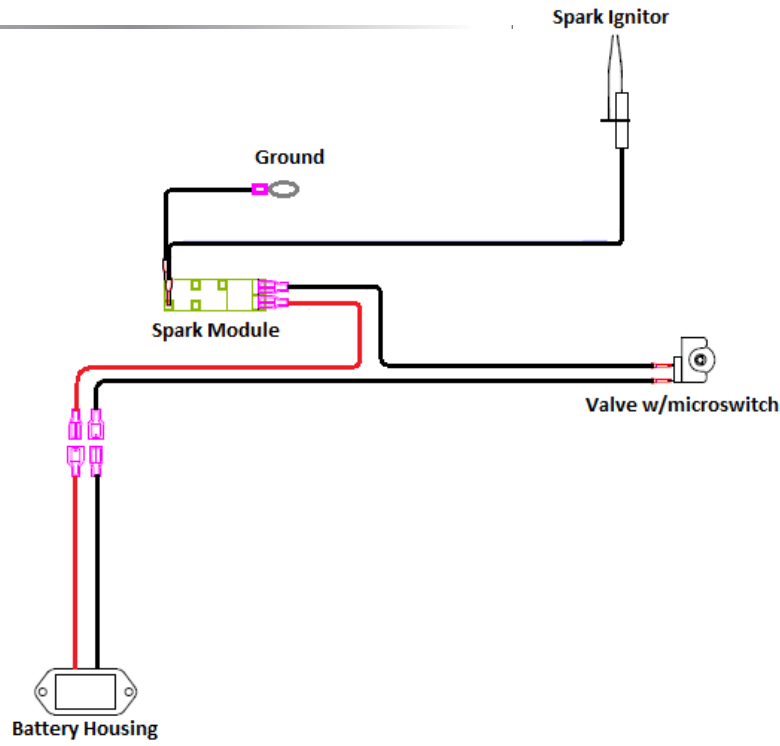 Spark Ignitor
Ground
Spark Module
Valve w/microswitch
Battery Housing